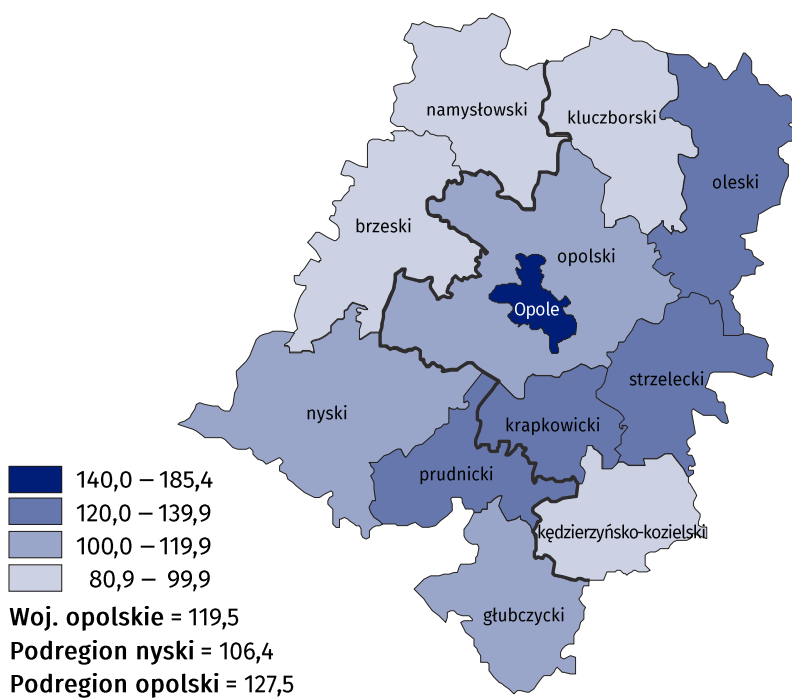 namysłowski
kluczborski
oleski
brzeski
opolski
Opole
strzelecki
nyski
krapkowicki
prudnicki
kędzierzyńsko-kozielski
głubczycki
140,0 – 185,4
120,0 – 139,9
100,0 – 119,9
80,9 – 99,9
Woj. opolskie = 119,5
Podregion nyski = 106,4
Podregion opolski = 127,5